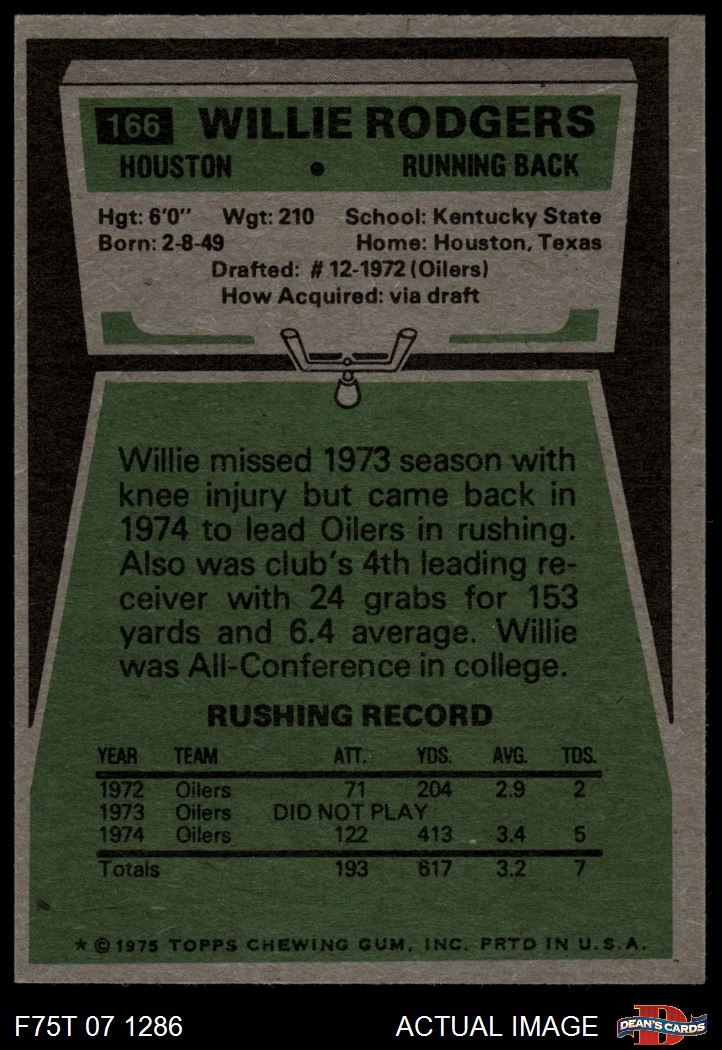 166 WILLIE RODGERS
HOUSTON • RUNNING BACK
Hgt: 6'0" Wgt: 210 School: Kentucky State
Born: 2-8-49 Home: Houston, Texas
Drafted: # 12-1972 (Oilers)
How Acquired: via draft
Willie missed 1973 season with
knee injury but came back in
1974 to lead Oilers in rushing.
Also was club's 4th leading re-
ceiver with 24 grabs for 153
yards and 6.4 average. Willie
was All-Conference in college.
RUSHING RECORD
YEAR TEAM ATT. YDS. AVG. TDS.
1972 Oilers 71 204 2.9 2
1973 Oilers DID NOT PLAY
1974 Oilers 122 413 3.4 5
Totals 193 617 3.2 7
* © 1975 TOPPS CHEWING GUM, INC. PRTD IN U.S.A.
F75T 07 1286 ACTUAL IMAGE D DEAN'S CARDS